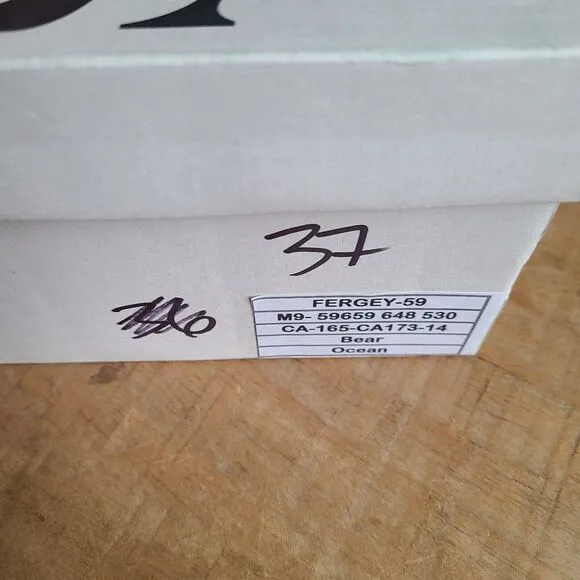 37
FERGEY-59
M9- 59659 648 530
CA-165-CA173-14
Bear
Ocean